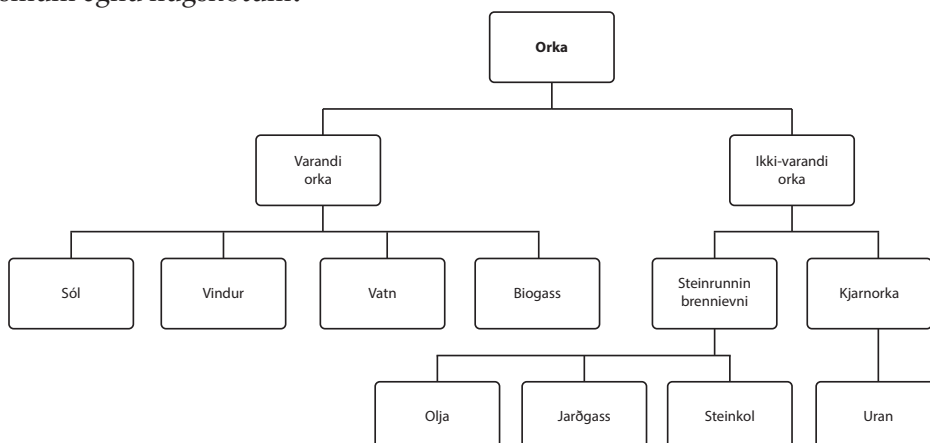 Orka
Varandi
orka
Ikki-varandi
orka
Sól
Vindur
Vatn
Biogass
Steinrunnin
brennievni
Kjarnorka
Olja
Jarðgass
Steinkol
Uran